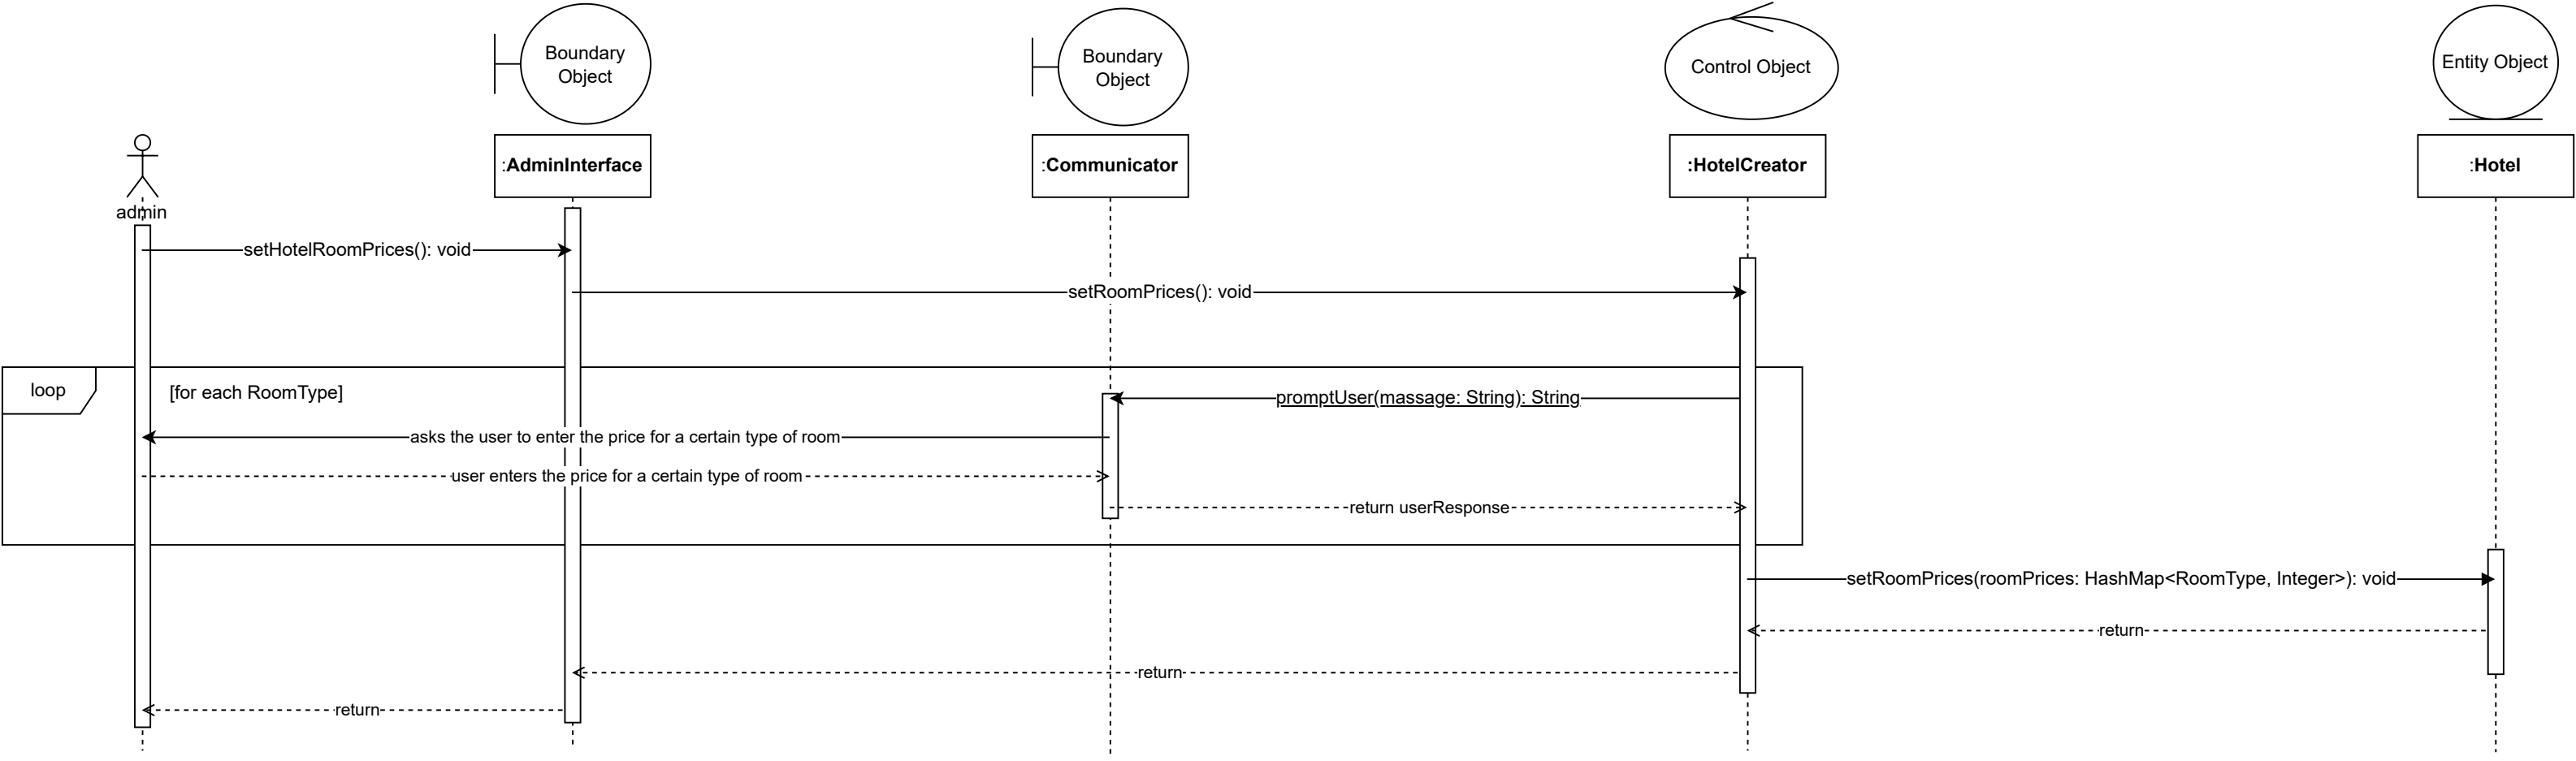 Boundary
Object
Boundary
Object
Control Object
Entity Object
admin
:AdminInterface
:Communicator
:HotelCreator
:Hotel
setHotelRoomPrices(): void
setRoomPrices(): void
loop
[for each RoomType]
promptUser(massage: String): String
asks the user to enter the price for a certain type of room
user enters the price for a certain type of room
return userResponse
setRoomPrices(roomPrices: HashMap<RoomType, Integer>): void
return
return
return